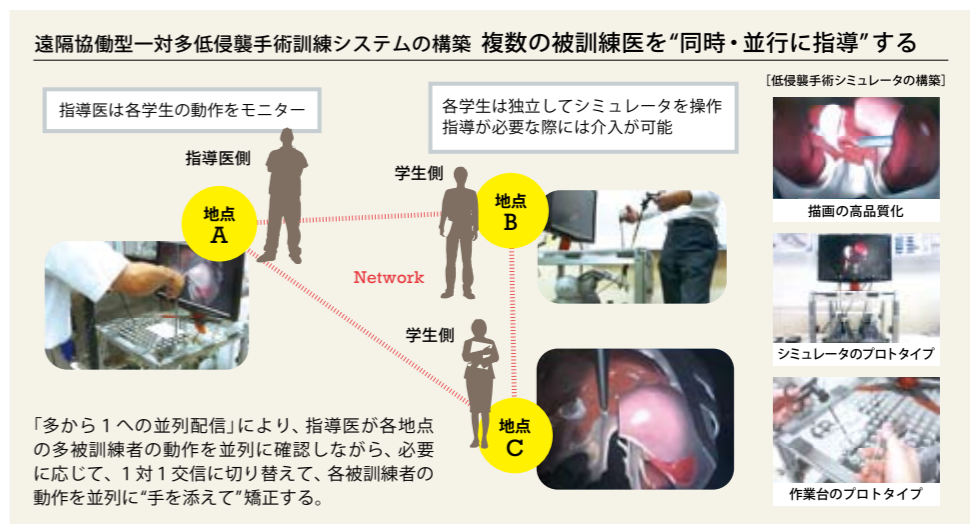 遠隔協働型一対多低侵襲手術訓練システムの構築 複数の被訓練医を“同時・並行に指導”する
指導医は各学生の動作をモニター
各学生は独立してシミュレータを操作
指導が必要な際には介入が可能
［低侵襲手術シミュレータの構築］
指導医側
地点
A
学生側
地点
B
Network
学生側
地点
C
描画の高品質化
シミュレータのプロトタイプ
作業台のプロトタイプ
「多から１への並列配信」により、指導医が各地点
の多被訓練者の動作を並列に確認しながら、必要
に応じて、１対１交信に切り替えて、各被訓練者の
動作を並列に“手を添えて”矯正する。